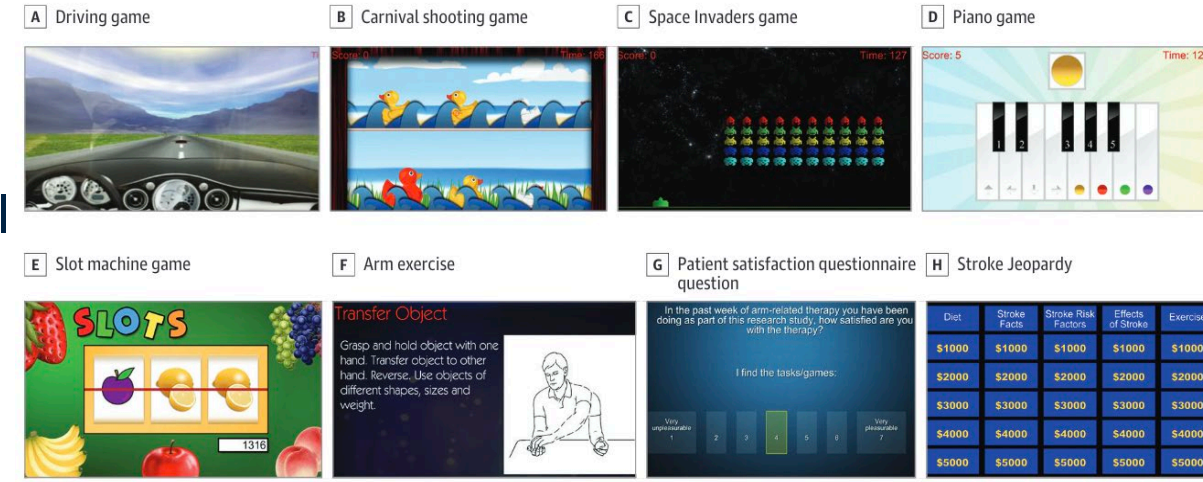 A Driving game
B Carnival shooting game
C Space Invaders game
D Piano game
Ti
Score: 0
Time: 166
Score: 0
Time: 127
Score: 5
Time: 12
1 2 3 4 5
E Slot machine game
F Arm exercise
G Patient satisfaction questionnaire
question
H Stroke Jeopardy
SLOTS
1316
Transfer Object
Grasp and hold object with one
hand. Transfer object to other
hand. Reverse. Use objects of
different shapes, sizes and
weight.
In the past week of arm-related therapy you have been
doing as part of this research study, how satisfied are you
with the therapy?
I find the tasks/games:
Very
unpleasurable
1 2 3 4 5 6
Very
pleasurable
7
Diet
Stroke
Facts
Stroke Risk
Factors
Effects
of Stroke
Exercise
$1000 $1000 $1000 $1000 $1000
$2000 $2000 $2000 $2000 $2000
$3000 $3000 $3000 $3000 $3000
$4000 $4000 $4000 $4000 $4000
$5000 $5000 $5000 $5000 $5000